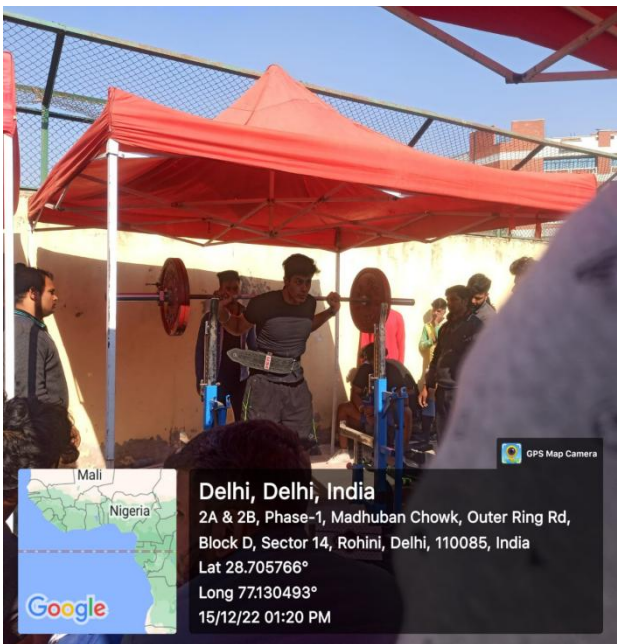 GPS Map Camera
Mali
Nigeria
Google
Delhi, Delhi, India
2A & 2B, Phase-1, Madhuban Chowk, Outer Ring Rd,
Block D, Sector 14, Rohini, Delhi, 110085, India
Lat 28.705766°
Long 77.130493°
15/12/22 01:20 PM